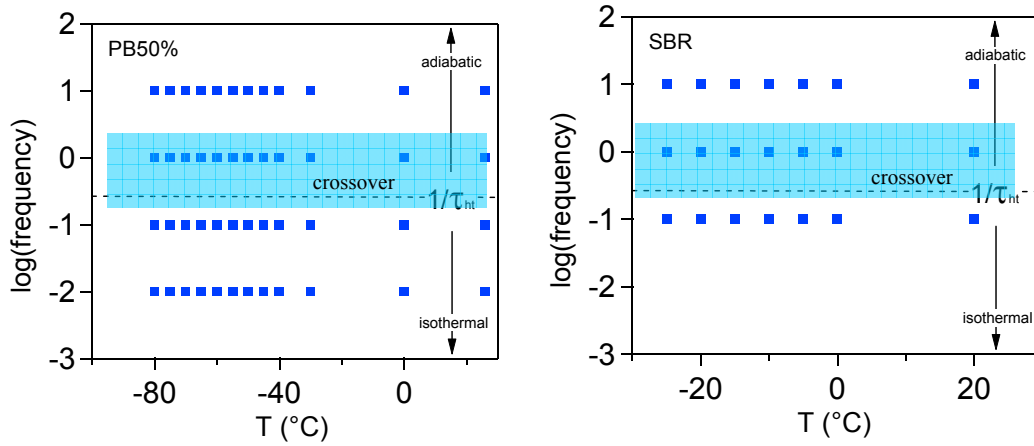 2
PB50%
adiabatic
1
log(frequency)
0
crossover
1/τht
-1
-2
isothermal
-3
-80
-40
0
T (°C)
2
SBR
adiabatic
1
log(frequency)
0
crossover
1/τht
-1
-2
isothermal
-3
-20
0
20
T (°C)